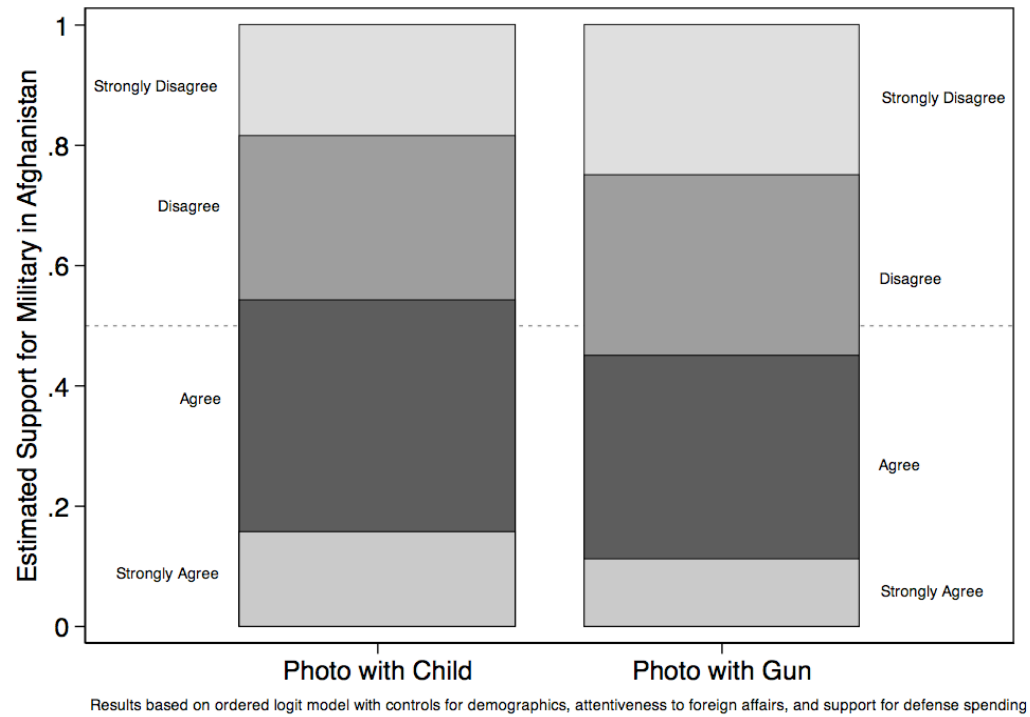 Estimated Support for Military in Afghanistan
1
.8
.6
.4
.2
0
Strongly Disagree
Disagree
Agree
Strongly Agree
Strongly Disagree
Disagree
Agree
Strongly Agree
Photo with Child
Photo with Gun
Results based on ordered logit model with controls for demographics, attentiveness to foreign affairs, and support for defense spending